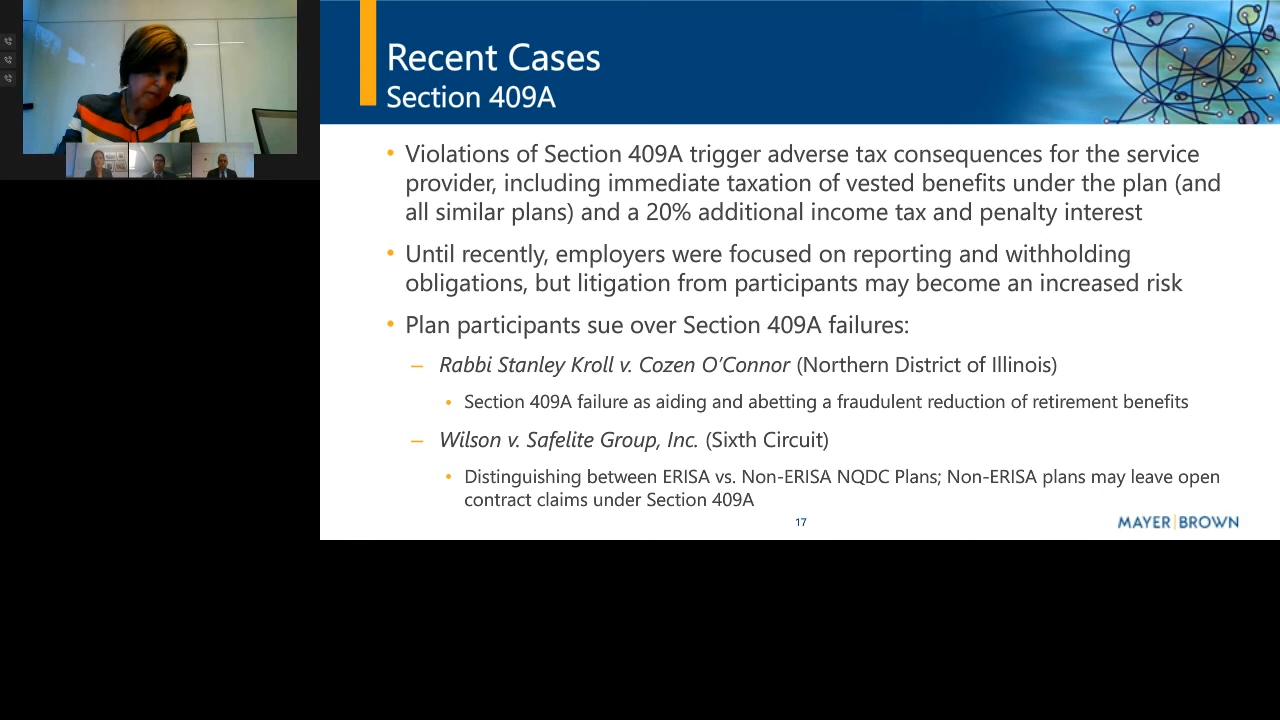 Recent Cases
Section 409A
• Violations of Section 409A trigger adverse tax consequences for the service
provider, including immediate taxation of vested benefits under the plan (and
all similar plans) and a 20% additional income tax and penalty interest
• Until recently, employers were focused on reporting and withholding
obligations, but litigation from participants may become an increased risk
• Plan participants sue over Section 409A failures:
– Rabbi Stanley Kroll v. Cozen O’Connor (Northern District of Illinois)
• Section 409A failure as aiding and abetting a fraudulent reduction of retirement benefits
– Wilson v. Safelite Group, Inc. (Sixth Circuit)
• Distinguishing between ERISA vs. Non-ERISA NQDC Plans; Non-ERISA plans may leave open
contract claims under Section 409A
17
MAYER|BROWN